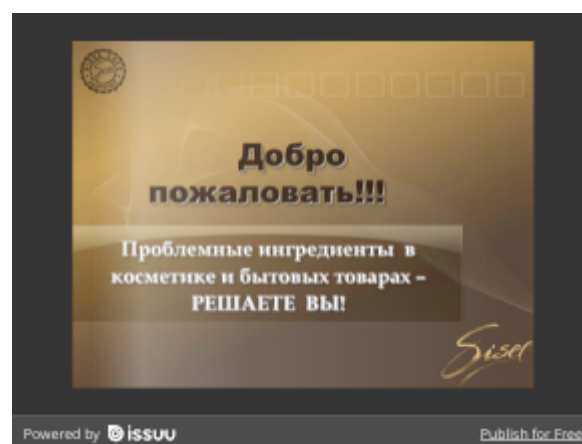 Добро
пожаловать!!!
Проблемные ингредиенты в
косметике и бытовых товарах –
РЕШАЕТЕ ВЫ!
Sisel
Powered by issuu
Publish for Free